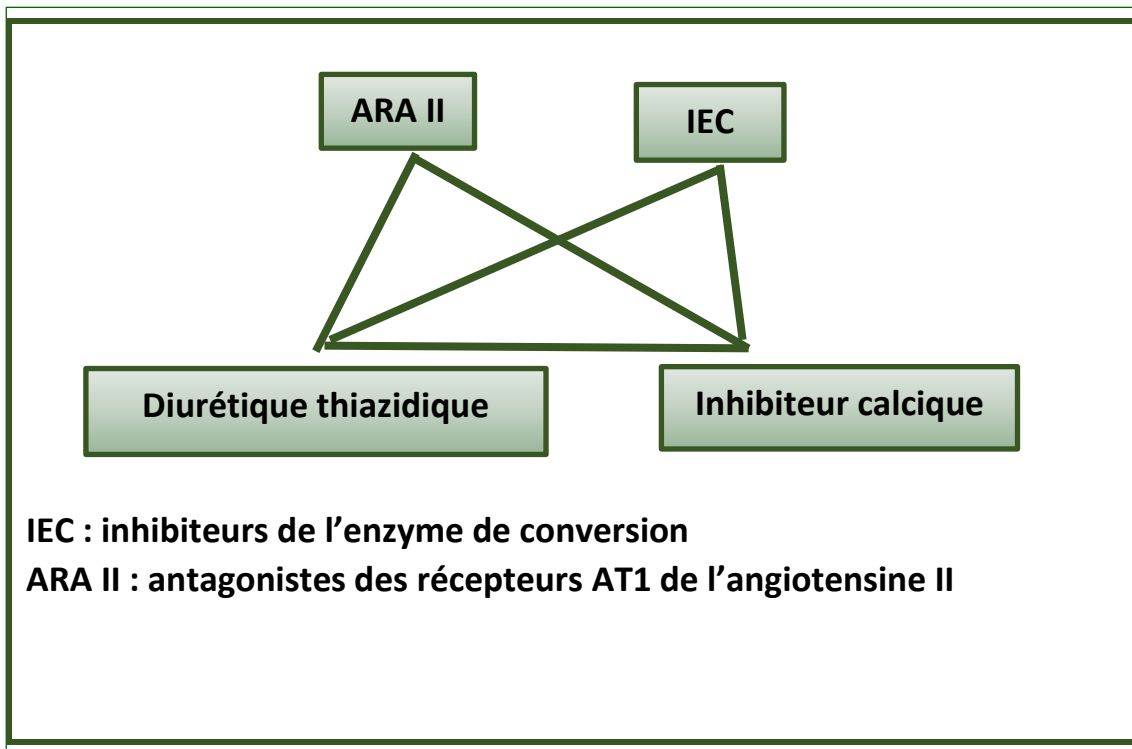 ARA II
IEC
Diurétique thiazidique
Inhibiteur calcique
IEC : inhibiteurs de l’enzyme de conversion
ARA II : antagonistes des récepteurs AT1 de l’angiotensine II